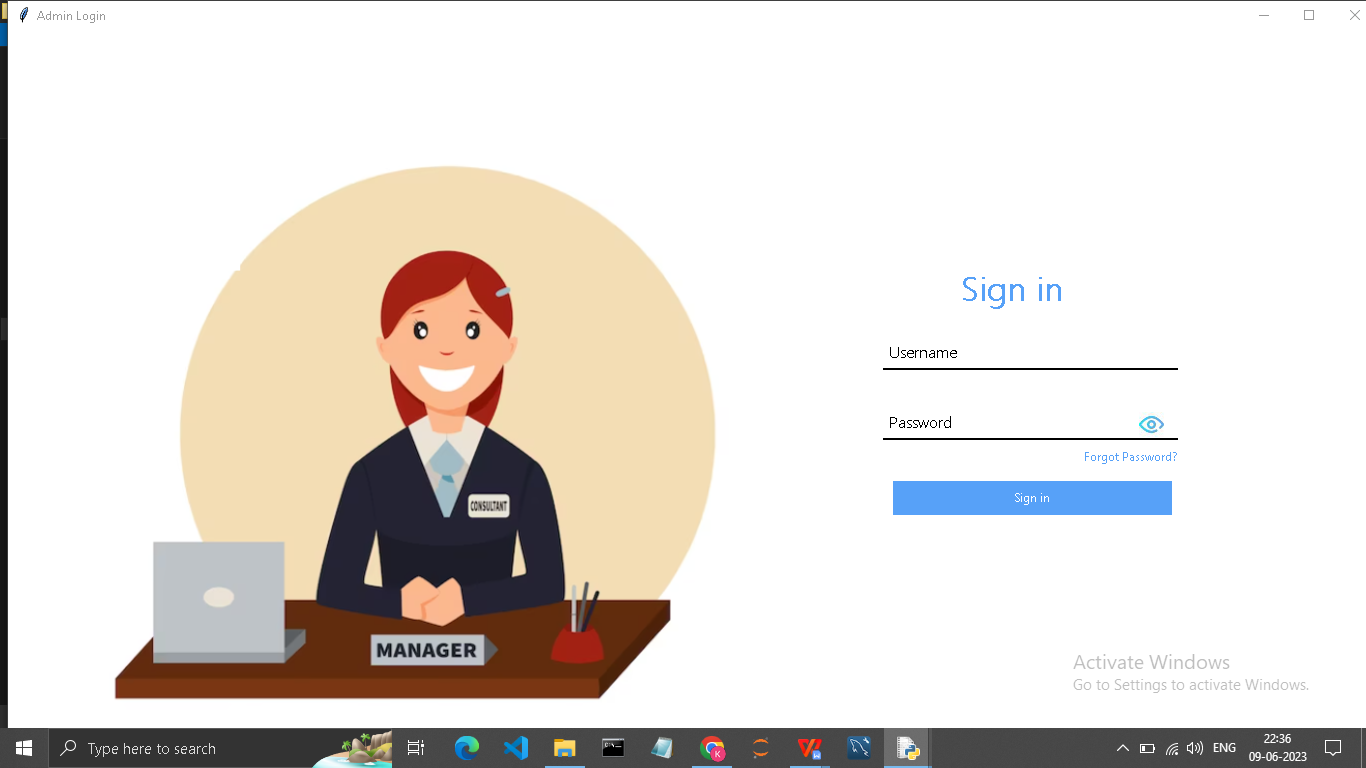 Admin Login
Sign in
Username
Password
Forgot Password?
Sign in
CONSULTANT
MANAGER
Activate Windows
Go to Settings to activate Windows.
Type here to search
K
W
ENG
22:36
09-06-2023